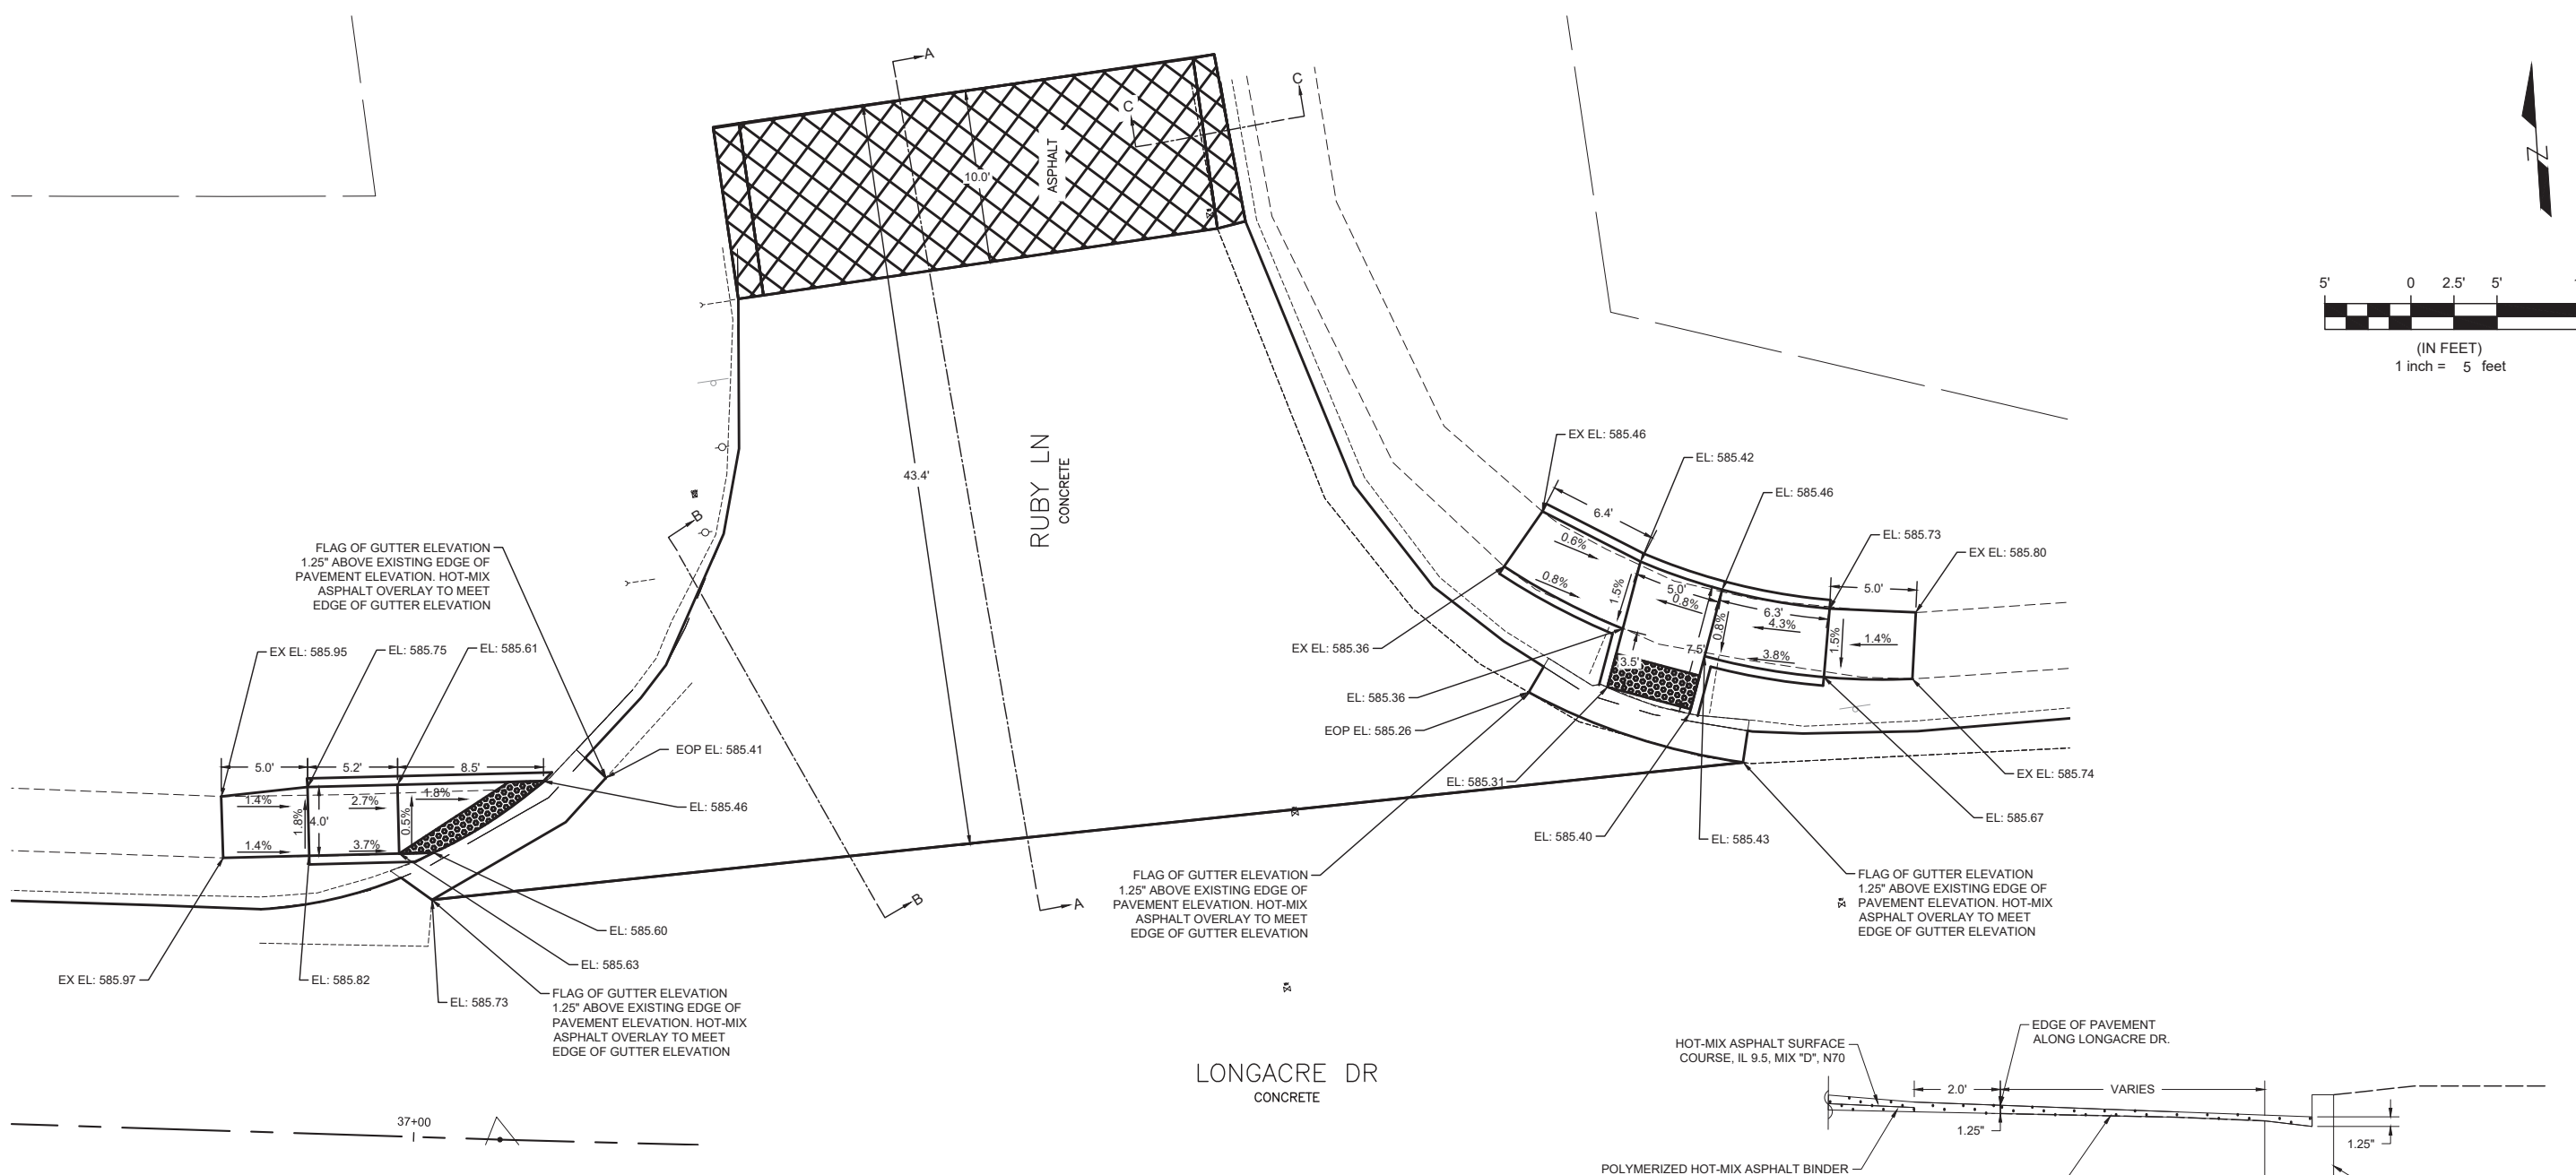 A
C
C
ASPHALT
10.0'
N
5'
0
2.5'
5'
(IN FEET)
1 inch = 5 feet
43.4'
RUBY LN
CONCRETE
B
FLAG OF GUTTER ELEVATION
1.25" ABOVE EXISTING EDGE OF
PAVEMENT ELEVATION. HOT-MIX
ASPHALT OVERLAY TO MEET
EDGE OF GUTTER ELEVATION
EX EL: 585.95
EL: 585.75
EL: 585.61
EOP EL: 585.41
EL: 585.46
5.0'
5.2'
8.5'
1.4%
1.8%
4.0'
2.7%
0.5%
1.8%
1.4%
3.7%
EX EL: 585.97
EL: 585.82
EL: 585.73
EL: 585.63
EL: 585.60
FLAG OF GUTTER ELEVATION
1.25" ABOVE EXISTING EDGE OF
PAVEMENT ELEVATION. HOT-MIX
ASPHALT OVERLAY TO MEET
EDGE OF GUTTER ELEVATION
B
A
EX EL: 585.46
EL: 585.42
EL: 585.46
EL: 585.73
EX EL: 585.80
6.4'
0.6%
0.8%
1.5%
5.0'
0.8%
0.8%
6.3'
4.3%
3.8%
1.5%
5.0'
1.4%
3.5'
7.5'
EX EL: 585.36
EL: 585.36
EOP EL: 585.26
EL: 585.31
EL: 585.40
EL: 585.43
EL: 585.67
EX EL: 585.74
FLAG OF GUTTER ELEVATION
1.25" ABOVE EXISTING EDGE OF
PAVEMENT ELEVATION. HOT-MIX
ASPHALT OVERLAY TO MEET
EDGE OF GUTTER ELEVATION
FLAG OF GUTTER ELEVATION
1.25" ABOVE EXISTING EDGE OF
PAVEMENT ELEVATION. HOT-MIX
ASPHALT OVERLAY TO MEET
EDGE OF GUTTER ELEVATION
LONGACRE DR
CONCRETE
37+00
HOT-MIX ASPHALT SURFACE
COURSE, IL 9.5, MIX "D", N70
EDGE OF PAVEMENT
ALONG LONGACRE DR.
2.0'
VARIES
1.25"
1.25"
POLYMERIZED HOT-MIX ASPHALT BINDER